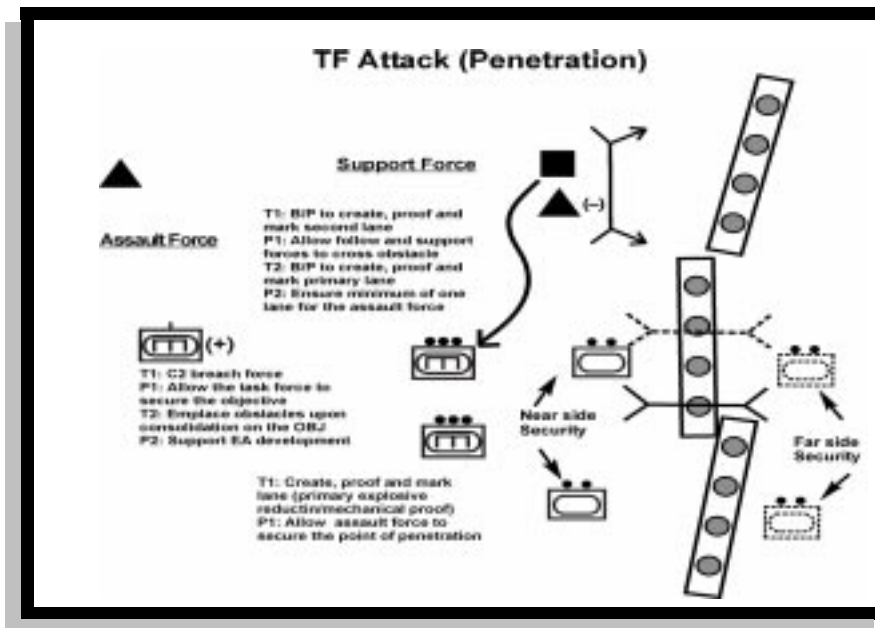 TF Attack (Penetration)
Support Force
(–)
T1: B/P to create, proof and
mark second lane
P1: Allow follow and support
forces to cross obstacle
T2: B/P to create, proof and
mark primary lane
P2: Ensure minimum of one
lane for the assault force
Assault Force
(+)
T1: C2 breach force
P1: Allow the task force to
secure the objective
T2: Emplace obstacles upon
consolidation on the OBJ
P2: Support EA development
Near side
Security
Far side
Security
T1: Create, proof and mark
lane (primary explosive
reductin/mechanical proof)
P1: Allow assault force to
secure the point of penetration